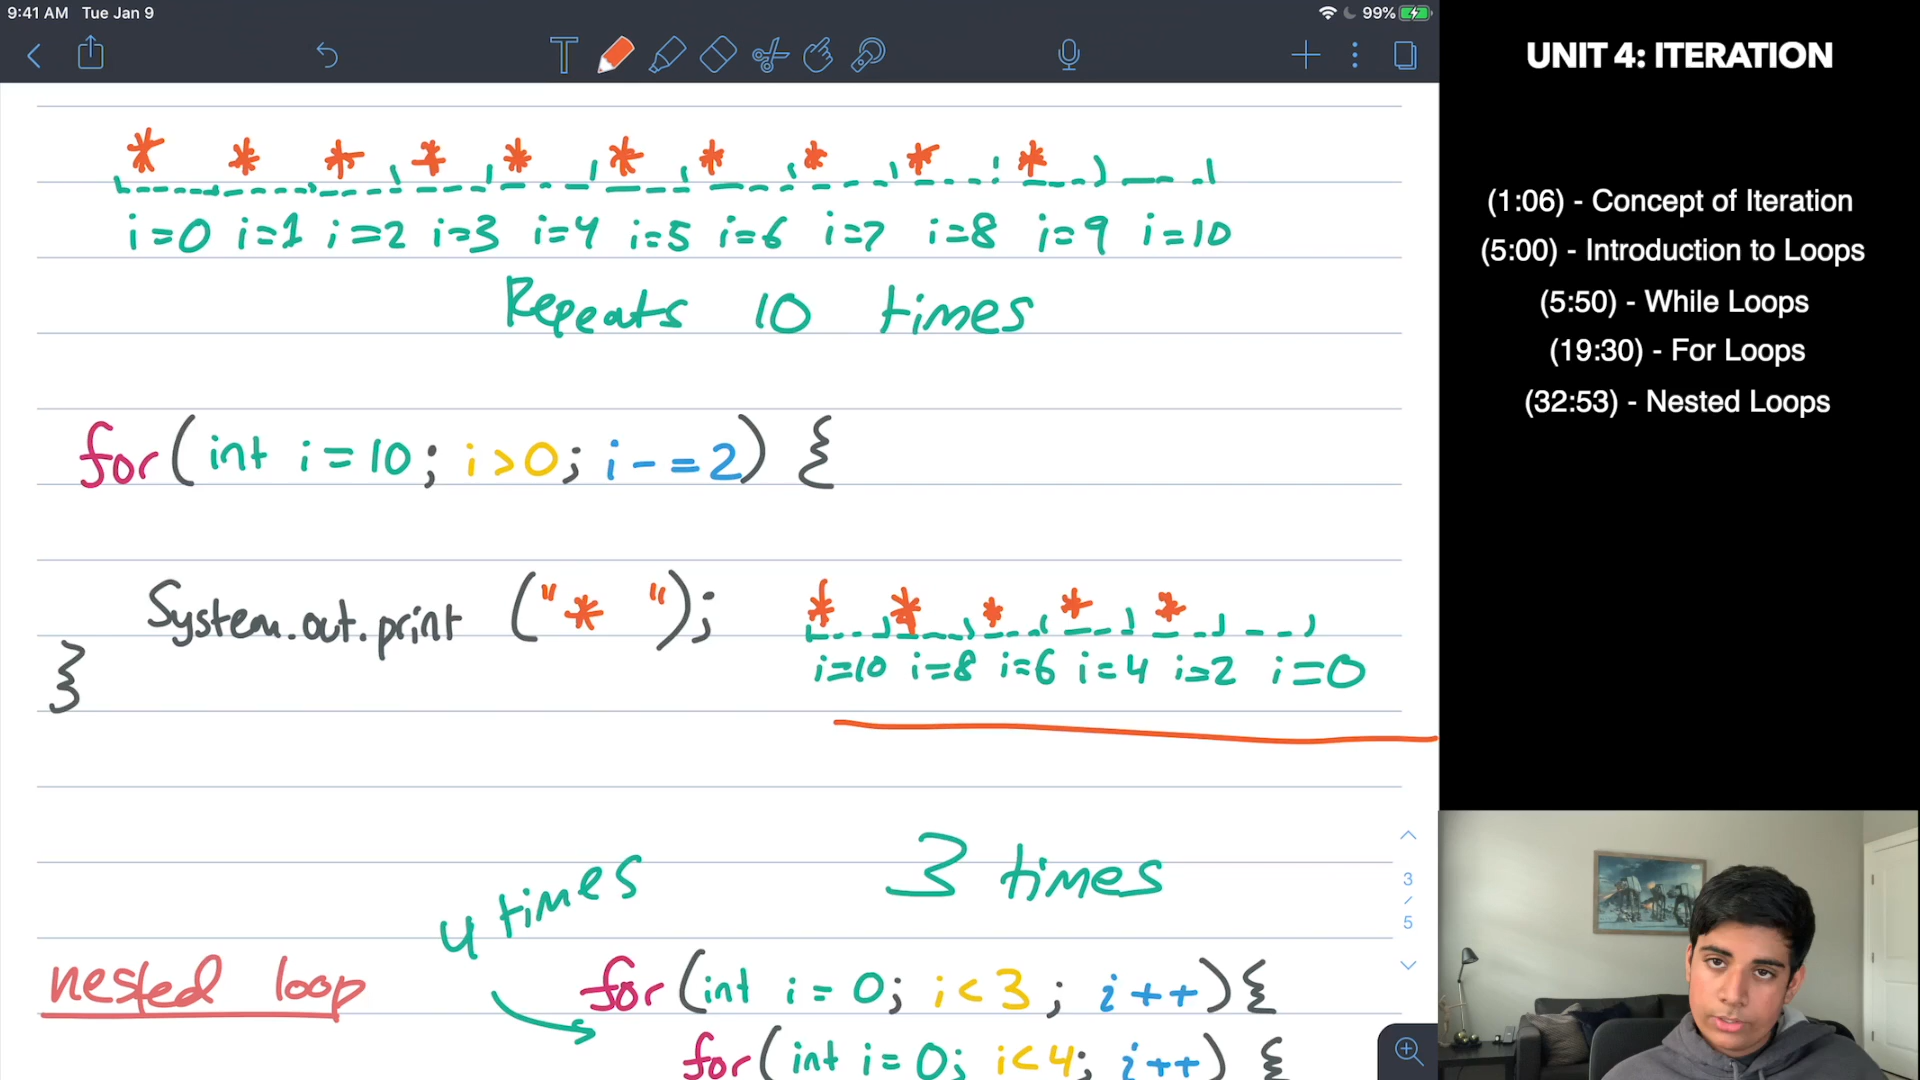 9:41 AM Tue Jan 9
99%
UNIT 4: ITERATION
(1:06) - Concept of Iteration
(5:00) - Introduction to Loops
(5:50) - While Loops
(19:30) - For Loops
(32:53) - Nested Loops
* * * * * * * * * *
i=0 i=1 i=2 i=3 i=4 i=5 i=6 i=7 i=8 i=9 i=10
Repeats 10 times
for(int i=10; i>0; i-=2) {
System.out.print ("* ");
* * * * *
i=10 i=8 i=6 i=4 i=2 i=0
}
4 times
3 times
3
/
5
nested loop
for(int i = 0; i<3; i++){
for(int i=0; i<4; i++) {